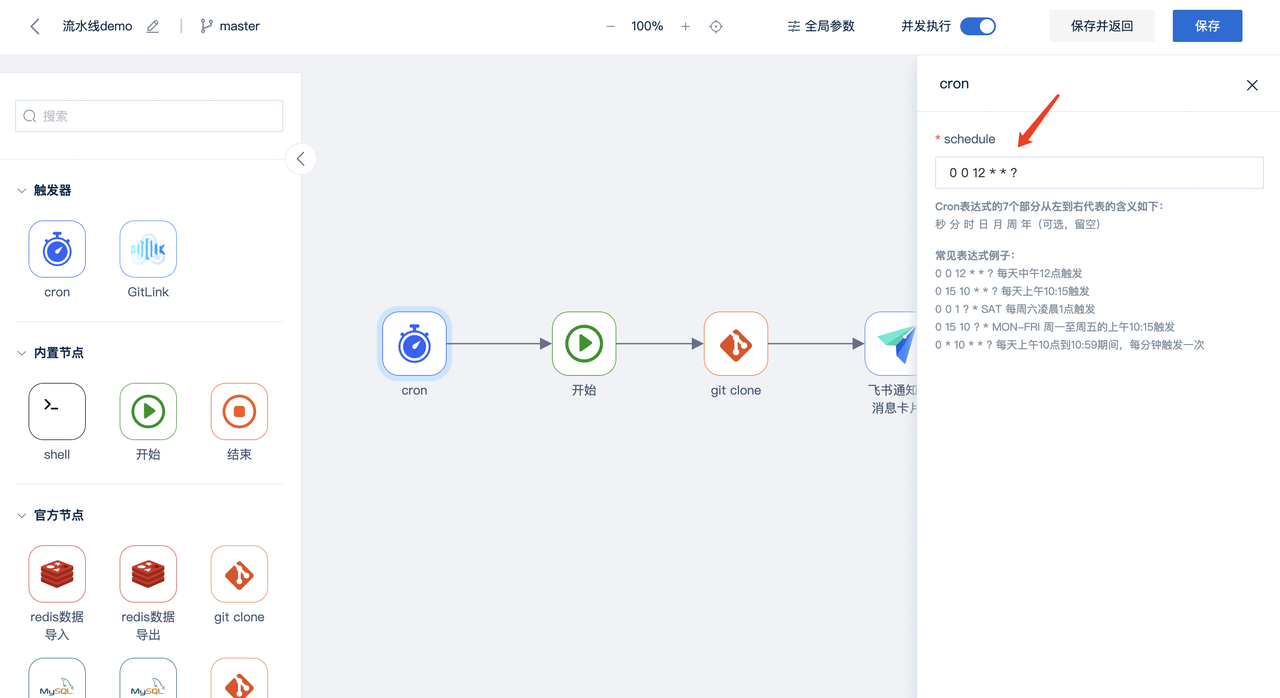 流水线demo
master
100%
全局参数
并发执行
保存并返回
保存
搜索
触发器
cron
GitLink
内置节点
shell
开始
结束
官方节点
redis数据
导入
redis数据
导出
git clone
MySQL
MySQL
cron
开始
git clone
飞书通知
消息卡片
cron
* schedule
0 0 12 * * ?
Cron表达式的7个部分从左到右代表的含义如下：
秒 分 时 日 月 周 年（可选，留空）
常见表达式例子：
0 0 12 * * ? 每天中午12点触发
0 15 10 * * ? 每天上午10:15触发
0 0 1 ? * SAT 每周六凌晨1点触发
0 15 10 ? * MON-FRI 周一至周五的上午10:15触发
0 * 10 * * ? 每天上午10点到10:59期间，每分钟触发一次